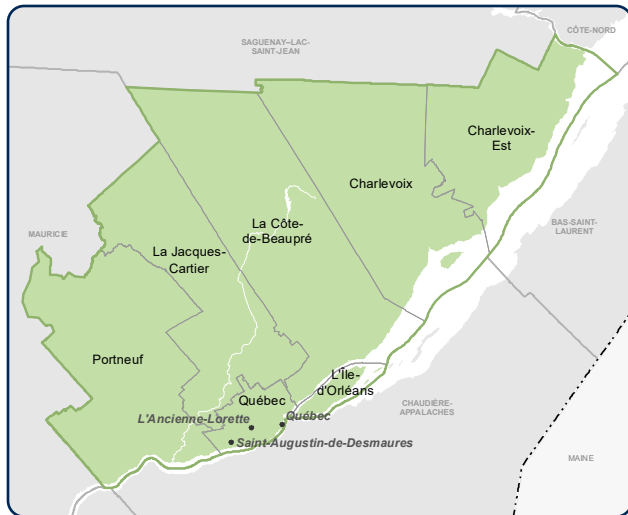 CÔTE-NORD
SAGUENAY–LAC-
SAINT-JEAN
Charlevoix-
Est
Charlevoix
BAS-SAINT-
LAURENT
La Côte-
de-Beaupré
MAURICIE
La Jacques-
Cartier
Portneuf
L'Île-
d'Orléans
Québec
CHAUDIÈRE-
APPALACHES
L'Ancienne-Lorette
Québec
Saint-Augustin-de-Desmaures
MAINE